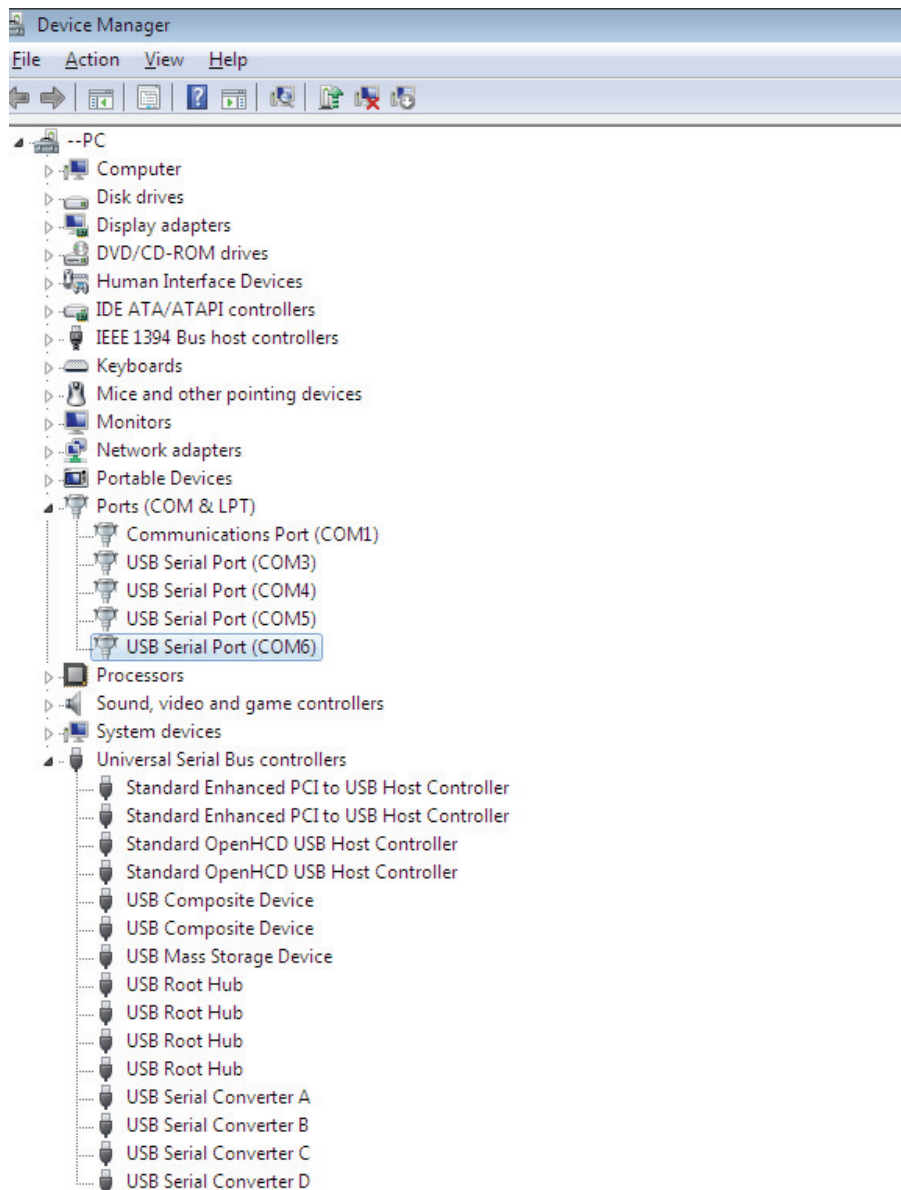 Device Manager
File Action View Help
--PC
Computer
Disk drives
Display adapters
DVD/CD-ROM drives
Human Interface Devices
IDE ATA/ATAPI controllers
IEEE 1394 Bus host controllers
Keyboards
Mice and other pointing devices
Monitors
Network adapters
Portable Devices
Ports (COM & LPT)
Communications Port (COM1)
USB Serial Port (COM3)
USB Serial Port (COM4)
USB Serial Port (COM5)
USB Serial Port (COM6)
Processors
Sound, video and game controllers
System devices
Universal Serial Bus controllers
Standard Enhanced PCI to USB Host Controller
Standard Enhanced PCI to USB Host Controller
Standard OpenHCD USB Host Controller
Standard OpenHCD USB Host Controller
USB Composite Device
USB Composite Device
USB Mass Storage Device
USB Root Hub
USB Root Hub
USB Root Hub
USB Root Hub
USB Serial Converter A
USB Serial Converter B
USB Serial Converter C
USB Serial Converter D